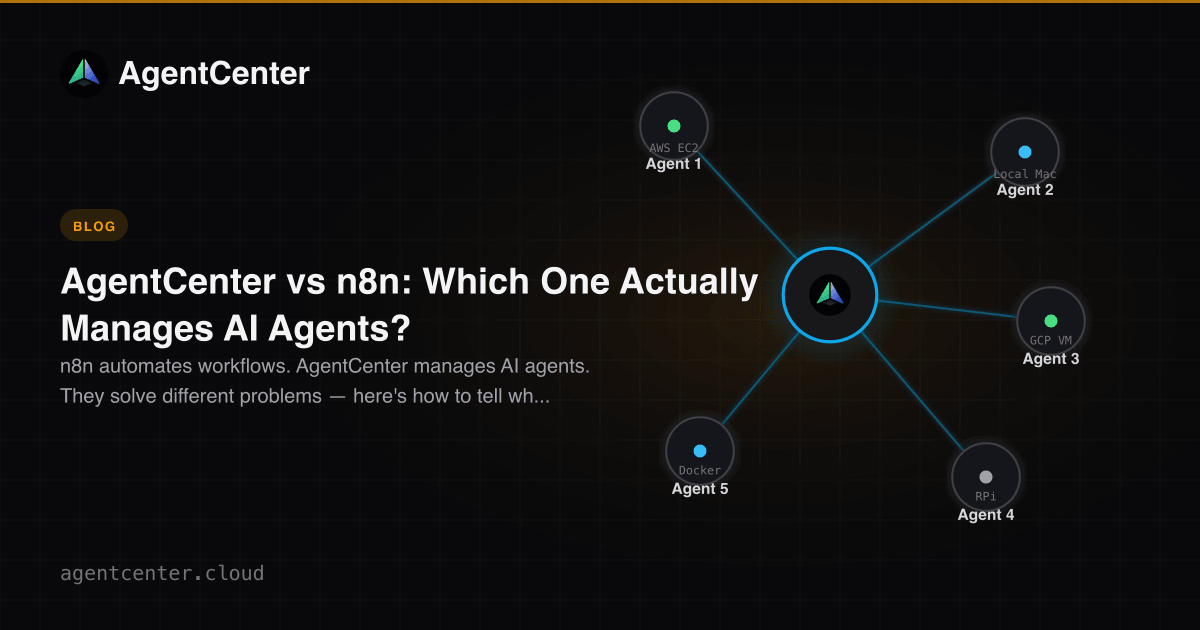 AgentCenter
BLOG
AgentCenter vs n8n: Which One Actually
Manages AI Agents?
n8n automates workflows. AgentCenter manages AI agents.
They solve different problems — here's how to tell wh...
agentcenter.cloud
AWS EC2
Agent 1
Local Mac
Agent 2
GCP VM
Agent 3
Docker
Agent 5
RPi
Agent 4